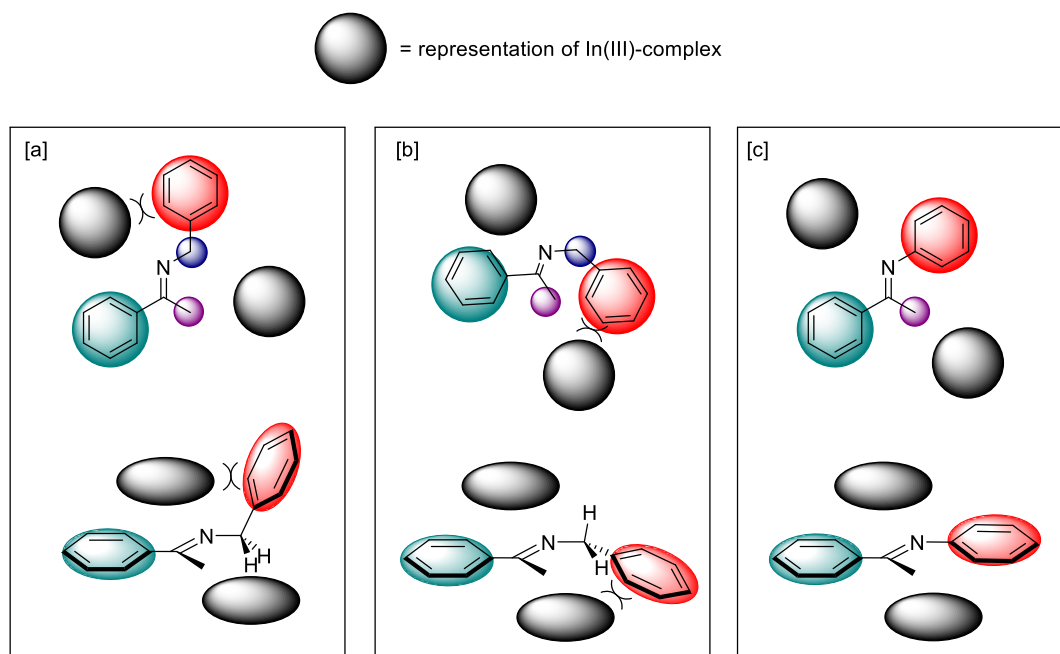 = representation of In(III)-complex
[a] [b] [c]
N
N
N
N
H
H
H
N
H
N